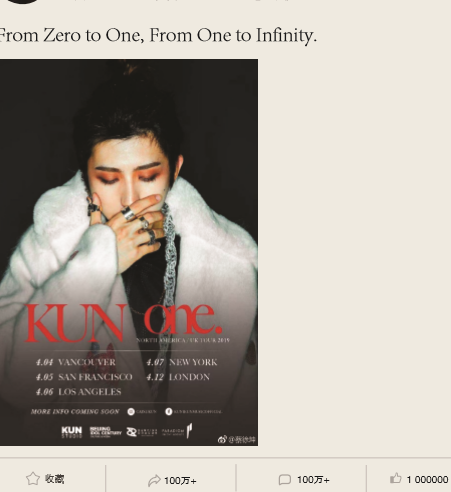 From Zero to One, From One to Infinity.
KUN one.
NORTH AMERICA / UK TOUR 2019
4.04 VANCOUVER 4.07 NEW YORK
4.05 SAN FRANCISCO 4.12 LONDON
4.06 LOS ANGELES
MORE INFO COMING SOON
KUN
STUDIO
@蔡徐坤
收藏 100万+ 100万+ 1 000000